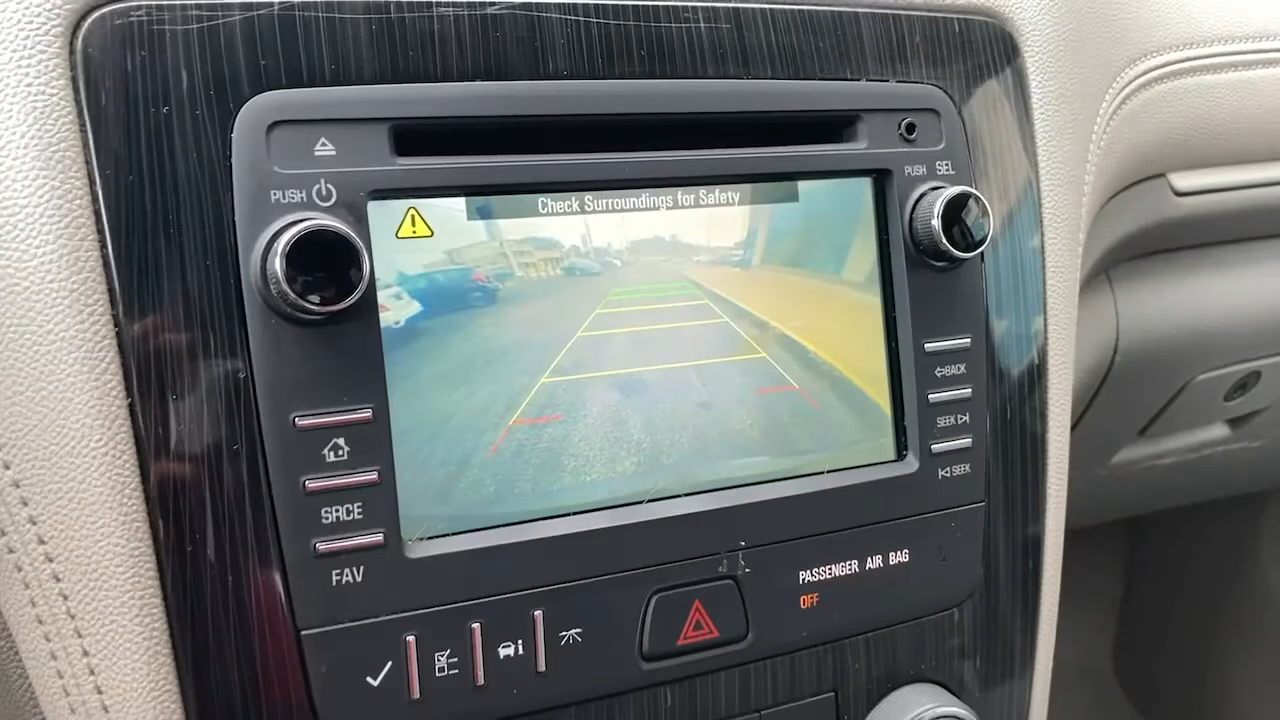 PUSH
PUSH SEL
Check Surroundings for Safety
BACK
SEEK
SEEK
SRCE
FAV
PASSENGER AIR BAG
OFF